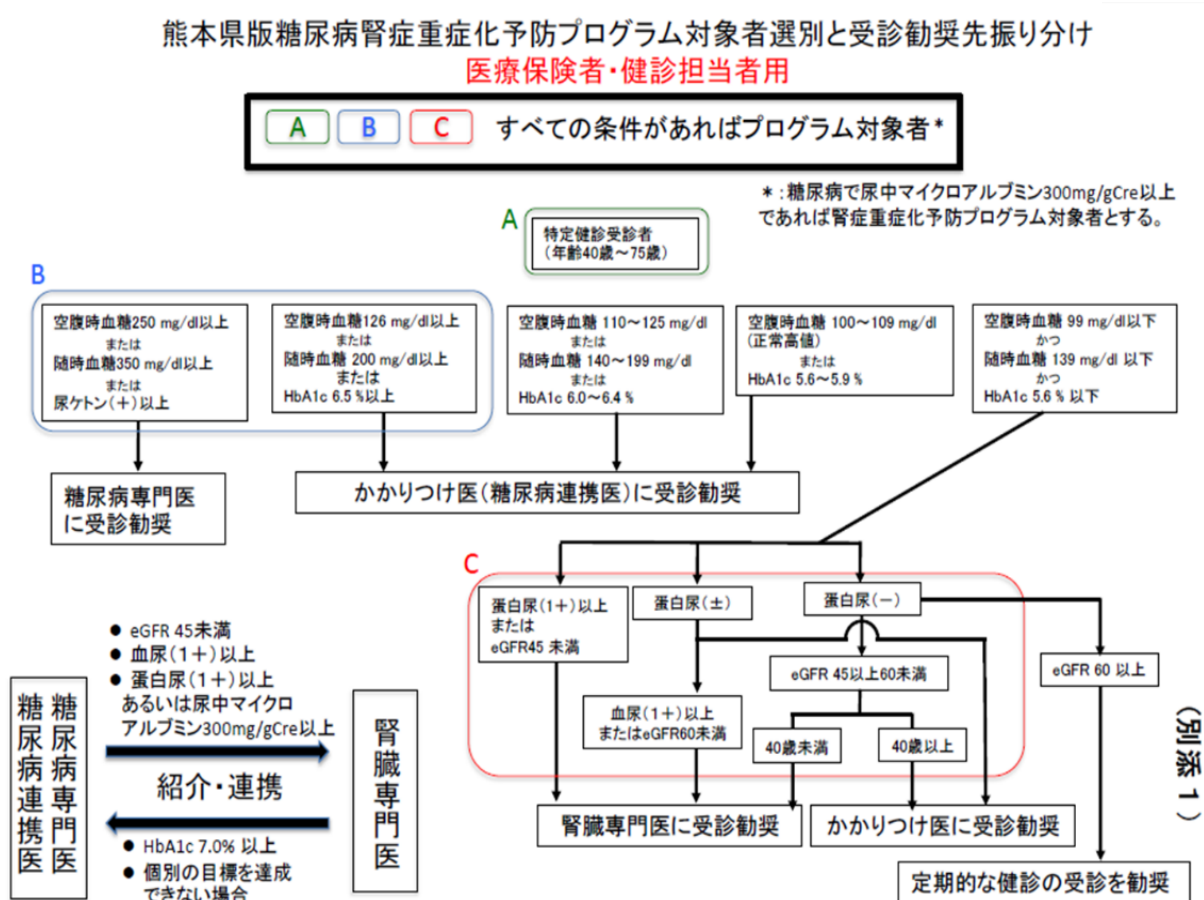 熊本県版糖尿病腎症重症化予防プログラム対象者選別と受診勧奨先振り分け
医療保険者・健診担当者用
A B C すべての条件があればプログラム対象者*
*:糖尿病で尿中マイクロアルブミン300mg/gCre以上
であれば腎症重症化予防プログラム対象者とする。
A
特定健診受診者
(年齢40歳～75歳)
B
空腹時血糖250 mg/dl以上
または
随時血糖350 mg/dl以上
または
尿ケトン(+)以上
空腹時血糖126 mg/dl以上
または
随時血糖 200 mg/dl以上
または
HbA1c 6.5 %以上
空腹時血糖 110～125 mg/dl
または
随時血糖 140～199 mg/dl
または
HbA1c 6.0～6.4 %
空腹時血糖 100～109 mg/dl
(正常高値)
または
HbA1c 5.6～5.9 %
空腹時血糖 99 mg/dl以下
かつ
随時血糖 139 mg/dl 以下
かつ
HbA1c 5.6 % 以下
糖尿病専門医
に受診勧奨
かかりつけ医(糖尿病連携医)に受診勧奨
C
蛋白尿(1+)以上
または
eGFR45 未満
蛋白尿(±)
蛋白尿(－)
eGFR 45以上60未満
eGFR 60 以上
血尿(1+)以上
またはeGFR60未満
40歳未満
40歳以上
腎臓専門医に受診勧奨
かかりつけ医に受診勧奨
定期的な健診の受診を勧奨
● eGFR 45未満
● 血尿(1+)以上
● 蛋白尿(1+)以上
あるいは尿中マイクロ
アルブミン300mg/gCre以上
糖尿病専門医
糖尿病連携医
紹介・連携
腎臓専門医
● HbA1c 7.0% 以上
● 個別の目標を達成
できない場合
(別添1)